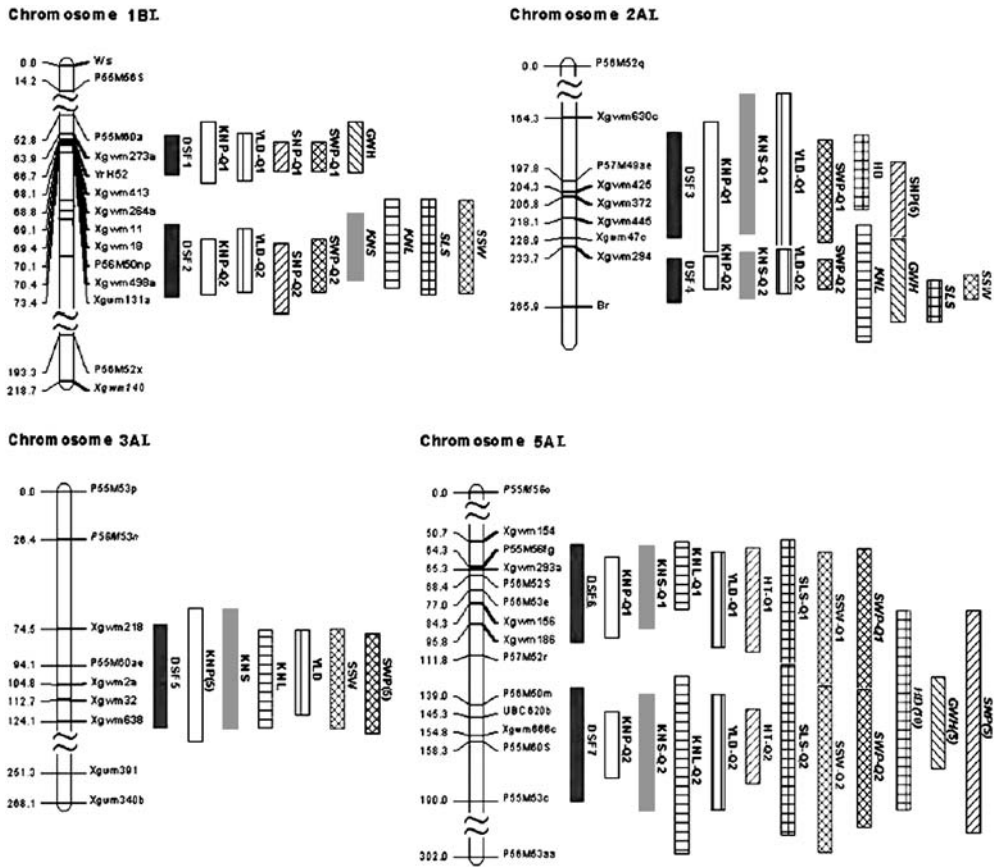 Chromosome 1BL
0.0 Ws
14.2 P55M56S
52.8 P55M60a
63.9 Xgwm273a
66.7 YrH52
68.1 Xgwm413
68.8 Xgwm264a
69.1 Xgwm11
69.4 Xgwm18
70.1 P56M50np
70.4 Xgwm498a
73.4 Xgwm131a
193.3 P56M52x
218.7 Xgwm140
DSF1
KNP-Q1
YLD-Q1
SNP-Q1
SWP-Q1
GWH
DSF2
KNP-Q2
YLD-Q2
SNP-Q2
SWP-Q2
KNS
KNL
SLS
SSW
Chromosome 2AL
0.0 P56M52q
164.3 Xgwm630c
197.8 P57M49ae
204.3 Xgwm425
206.8 Xgwm372
218.1 Xgwm445
228.9 Xgwm47c
233.7 Xgwm294
265.9 Br
DSF3
KNP-Q1
KNS-Q1
YLD-Q1
SWP-Q1
HD
SNP(S)
DSF4
KNP-Q2
KNS-Q2
YLD-Q2
SWP-Q2
KNL
GWH
SLS
SSW
Chromosome 3AL
0.0 P55M53p
26.4 P56M53n
74.5 Xgwm218
94.1 P55M60ae
104.8 Xgwm2a
112.7 Xgwm32
124.1 Xgwm638
251.3 Xgwm391
268.1 Xgwm340b
DSF5
KNP(S)
KNS
KNL
YLD
SSW
SWP(S)
Chromosome 5AL
0.0 P55M56o
50.7 Xgwm154
64.3 P55M56fg
65.3 Xgwm293a
68.4 P56M52S
77.0 P56M53e
84.3 Xgwm156
95.8 Xgwm186
111.8 P57M52r
139.0 P56M50m
145.3 UBC620b
154.8 Xgwm666c
158.3 P55M60S
190.0 P55M53c
302.0 P56M53aa
DSF6
KNP-Q1
KNS-Q1
KNL-Q1
YLD-Q1
HT-Q1
SLS-Q1
SSW-Q1
SWP-Q1
DSF7
KNP-Q2
KNS-Q2
KNL-Q2
YLD-Q2
HT-Q2
SLS-Q2
SSW-Q2
SWP-Q2
GWH(S)
SNP(S)